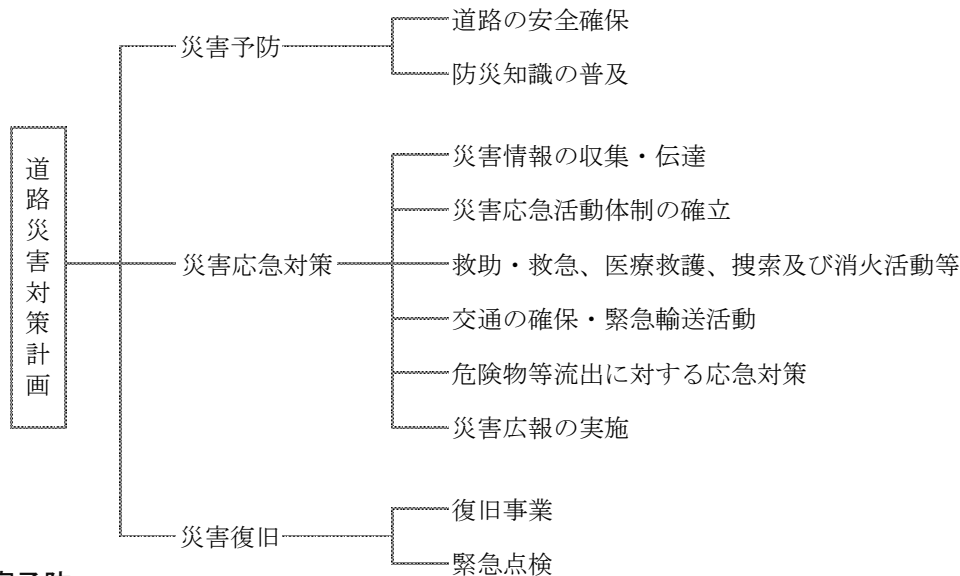 道路災害対策計画
災害予防
道路の安全確保
防災知識の普及
災害応急対策
災害情報の収集・伝達
災害応急活動体制の確立
救助・救急、医療救護、捜索及び消火活動等
交通の確保・緊急輸送活動
危険物等流出に対する応急対策
災害広報の実施
災害復旧
復旧事業
緊急点検